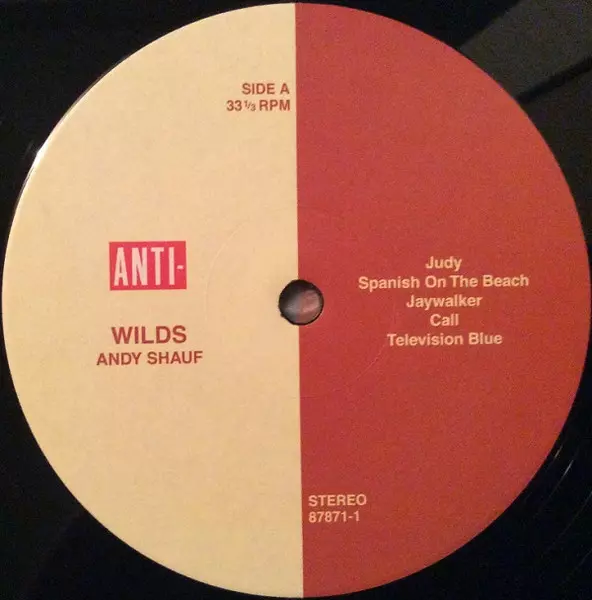 SIDE A
33 1/3 RPM
ANTI-
WILDS
ANDY SHAUF
Judy
Spanish On The Beach
Jaywalker
Call
Television Blue
STEREO
87871-1